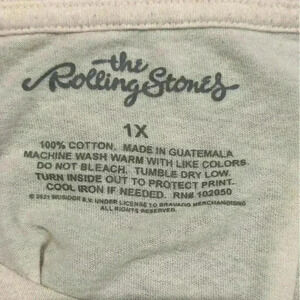 the
Rolling Stones
1X
100% COTTON. MADE IN GUATEMALA
MACHINE WASH WARM WITH LIKE COLORS.
DO NOT BLEACH. TUMBLE DRY LOW.
TURN INSIDE OUT TO PROTECT PRINT.
COOL IRON IF NEEDED. RN# 102050
© 2021 MUSIDOR B.V. UNDER LICENSE TO BRAVADO MERCHANDISING
ALL RIGHTS RESERVED.